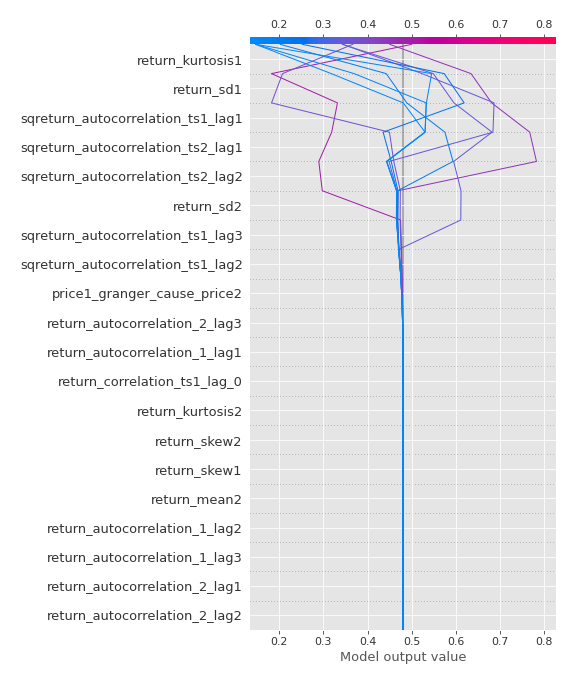 0.2 0.3 0.4 0.5 0.6 0.7 0.8
return_kurtosis1
return_sd1
sqreturn_autocorrelation_ts1_lag1
sqreturn_autocorrelation_ts2_lag1
sqreturn_autocorrelation_ts2_lag2
return_sd2
sqreturn_autocorrelation_ts1_lag3
sqreturn_autocorrelation_ts1_lag2
price1_granger_cause_price2
return_autocorrelation_2_lag3
return_autocorrelation_1_lag1
return_correlation_ts1_lag_0
return_kurtosis2
return_skew2
return_skew1
return_mean2
return_autocorrelation_1_lag2
return_autocorrelation_1_lag3
return_autocorrelation_2_lag1
return_autocorrelation_2_lag2
0.2 0.3 0.4 0.5 0.6 0.7 0.8
Model output value